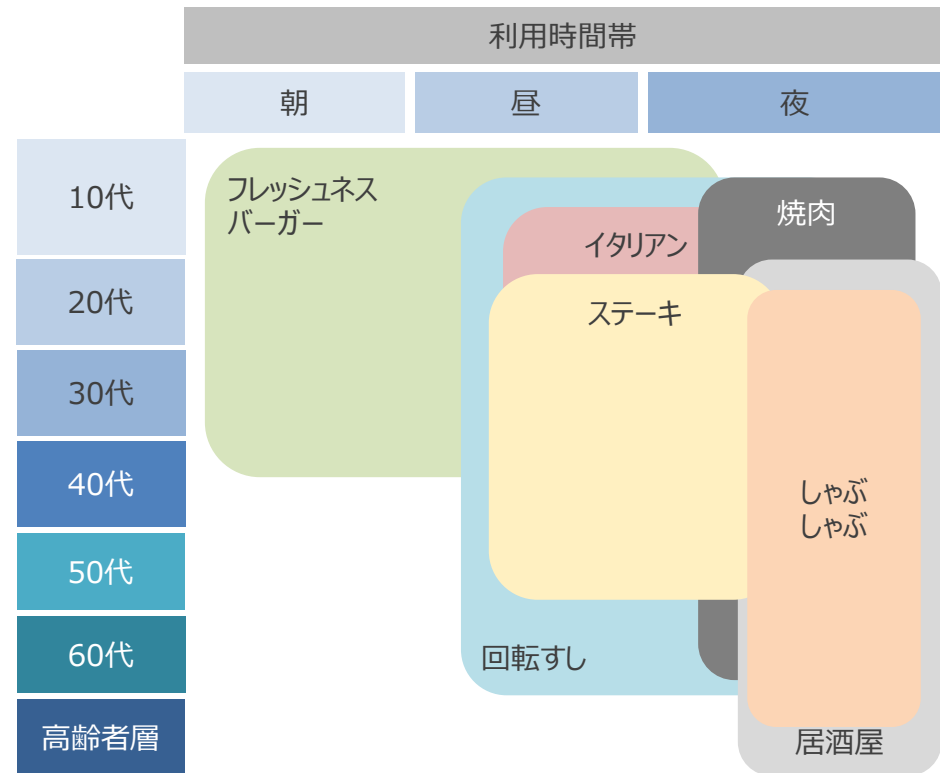 利用時間帯
朝
昼
夜
10代
20代
30代
40代
50代
60代
高齢者層
フレッシュネス
バーガー
イタリアン
焼肉
ステーキ
しゃぶ
しゃぶ
回転すし
居酒屋